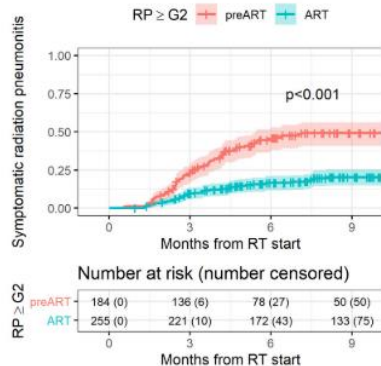 RP ≥ G2 preART ART
Symptomatic radiation pneumonitis
1.00
0.75
0.50
0.25
0.00
p<0.001
0 3 6 9
Months from RT start
Number at risk (number censored)
RP ≥ G2
preART 184 (0) 136 (6) 78 (27) 50 (50)
ART 255 (0) 221 (10) 172 (43) 133 (75)
0 3 6 9
Months from RT start